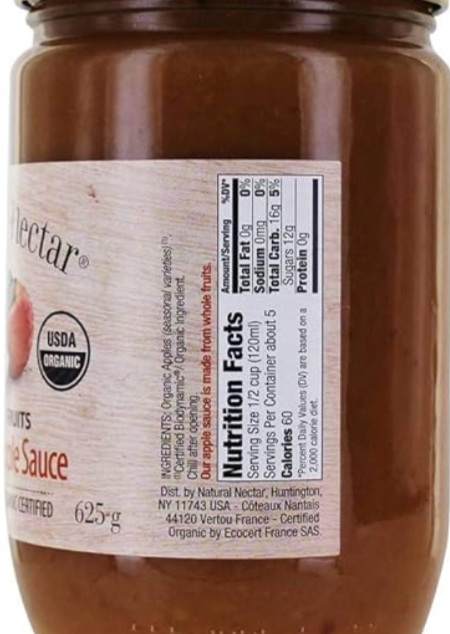 nectar®
USDA
ORGANIC
Sauce
CERTIFIED
625-g
INGREDIENTS: Organic Apples (seasonal varieties)⁽¹⁾.
⁽¹⁾Certified Biodynamic® / Organic Ingredient.
Chill after opening.
Our apple sauce is made from whole fruits.
Nutrition Facts
Serving Size 1/2 cup (120ml)
Servings Per Container about 5
Calories 60
*Percent Daily Values (DV) are based on a
2,000 calorie diet.
Amount/Serving %DV*
Total Fat 0g 0%
Sodium 0mg 0%
Total Carb. 16g 5%
Sugars 12g
Protein 0g
Dist. by Natural Nectar, Huntington,
NY 11743 USA - Côteaux Nantais
44120 Vertou France - Certified
Organic by Ecocert France SAS.